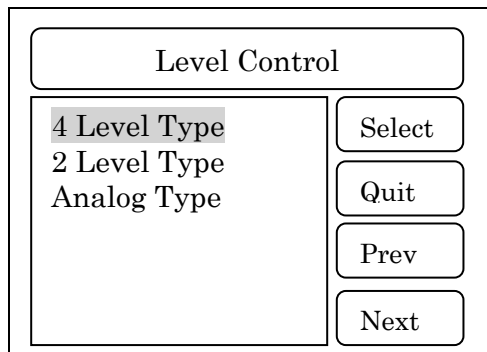 Level Control
4 Level Type
2 Level Type
Analog Type
Select
Quit
Prev
Next